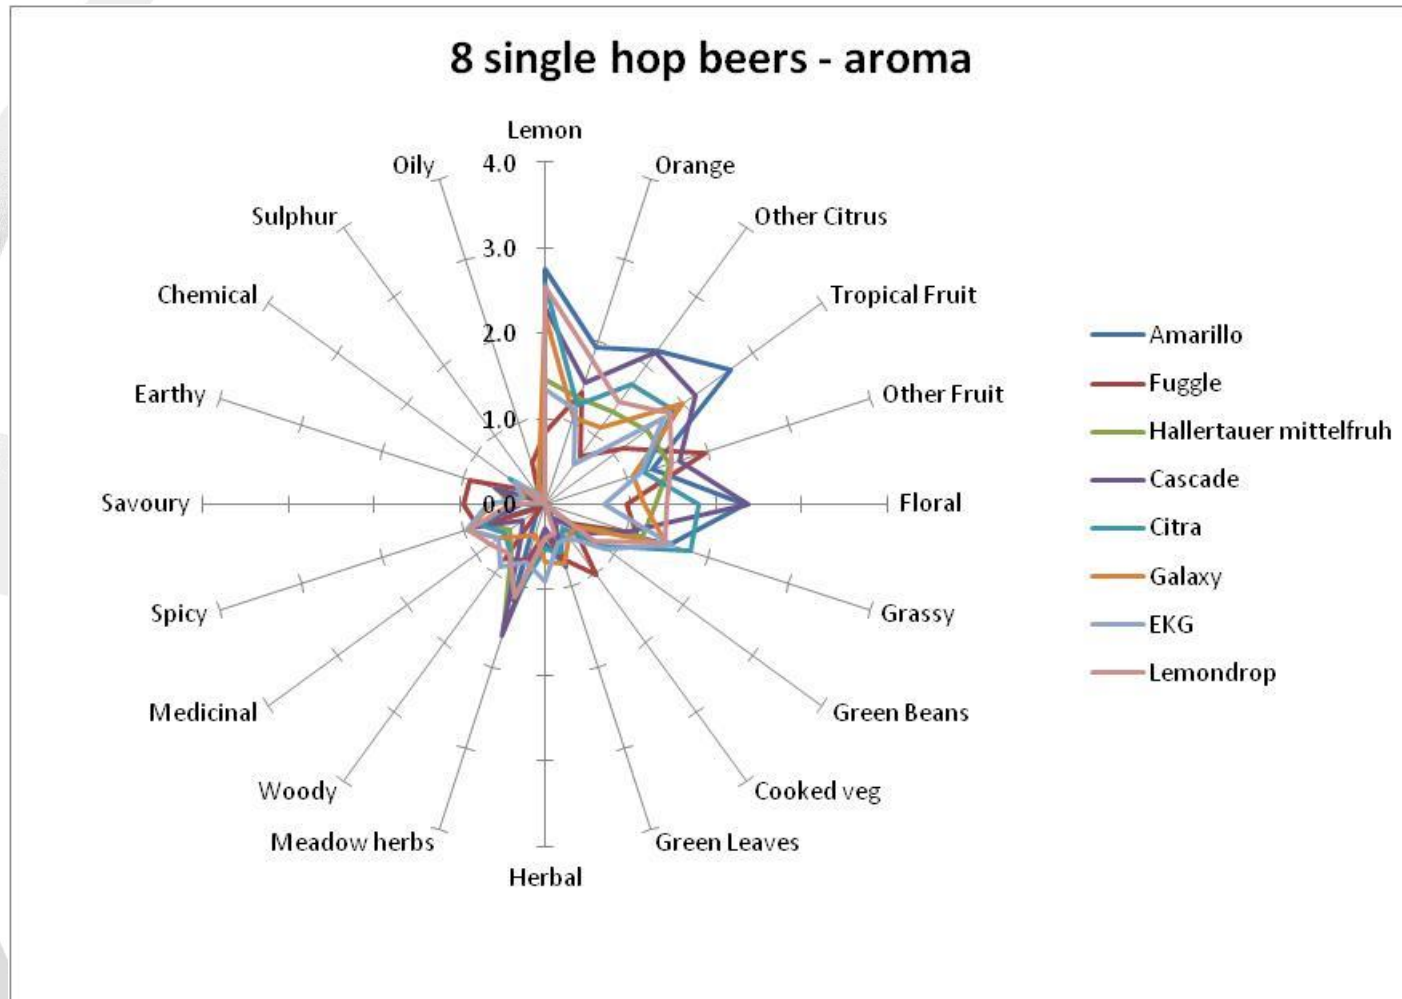 8 single hop beers - aroma
Lemon
Oily
4.0
Orange
Sulphur
Other Citrus
3.0
Chemical
Tropical Fruit
2.0
Amarillo
Earthy
Other Fruit
Fuggle
1.0
Hallertauer mittelfruh
Cascade
Savoury
0.0
Floral
Citra
Galaxy
Spicy
Grassy
EKG
Lemondrop
Medicinal
Green Beans
Woody
Cooked veg
Meadow herbs
Green Leaves
Herbal